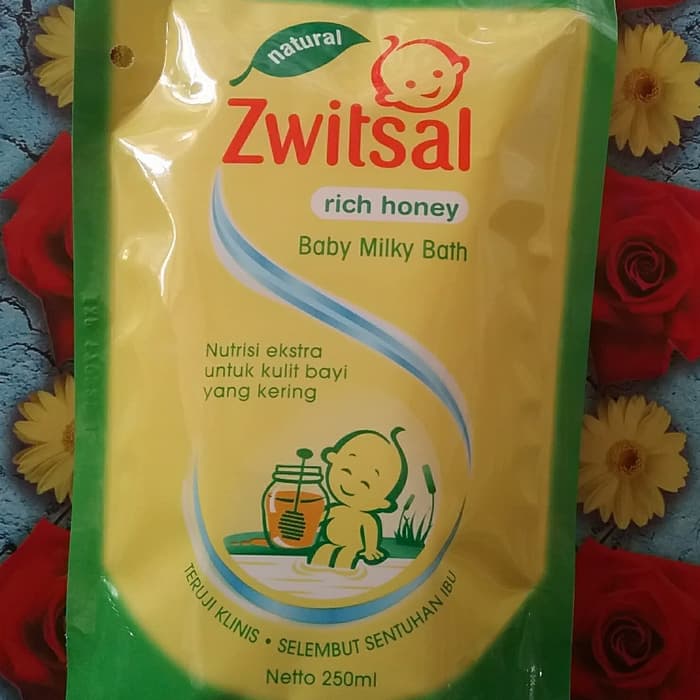 natural
Zwitsal
rich honey
Baby Milky Bath
Nutrisi ekstra
untuk kulit bayi
yang kering
TERUJI KLINIS • SELEMBUT SENTUHAN IBU
Netto 250ml